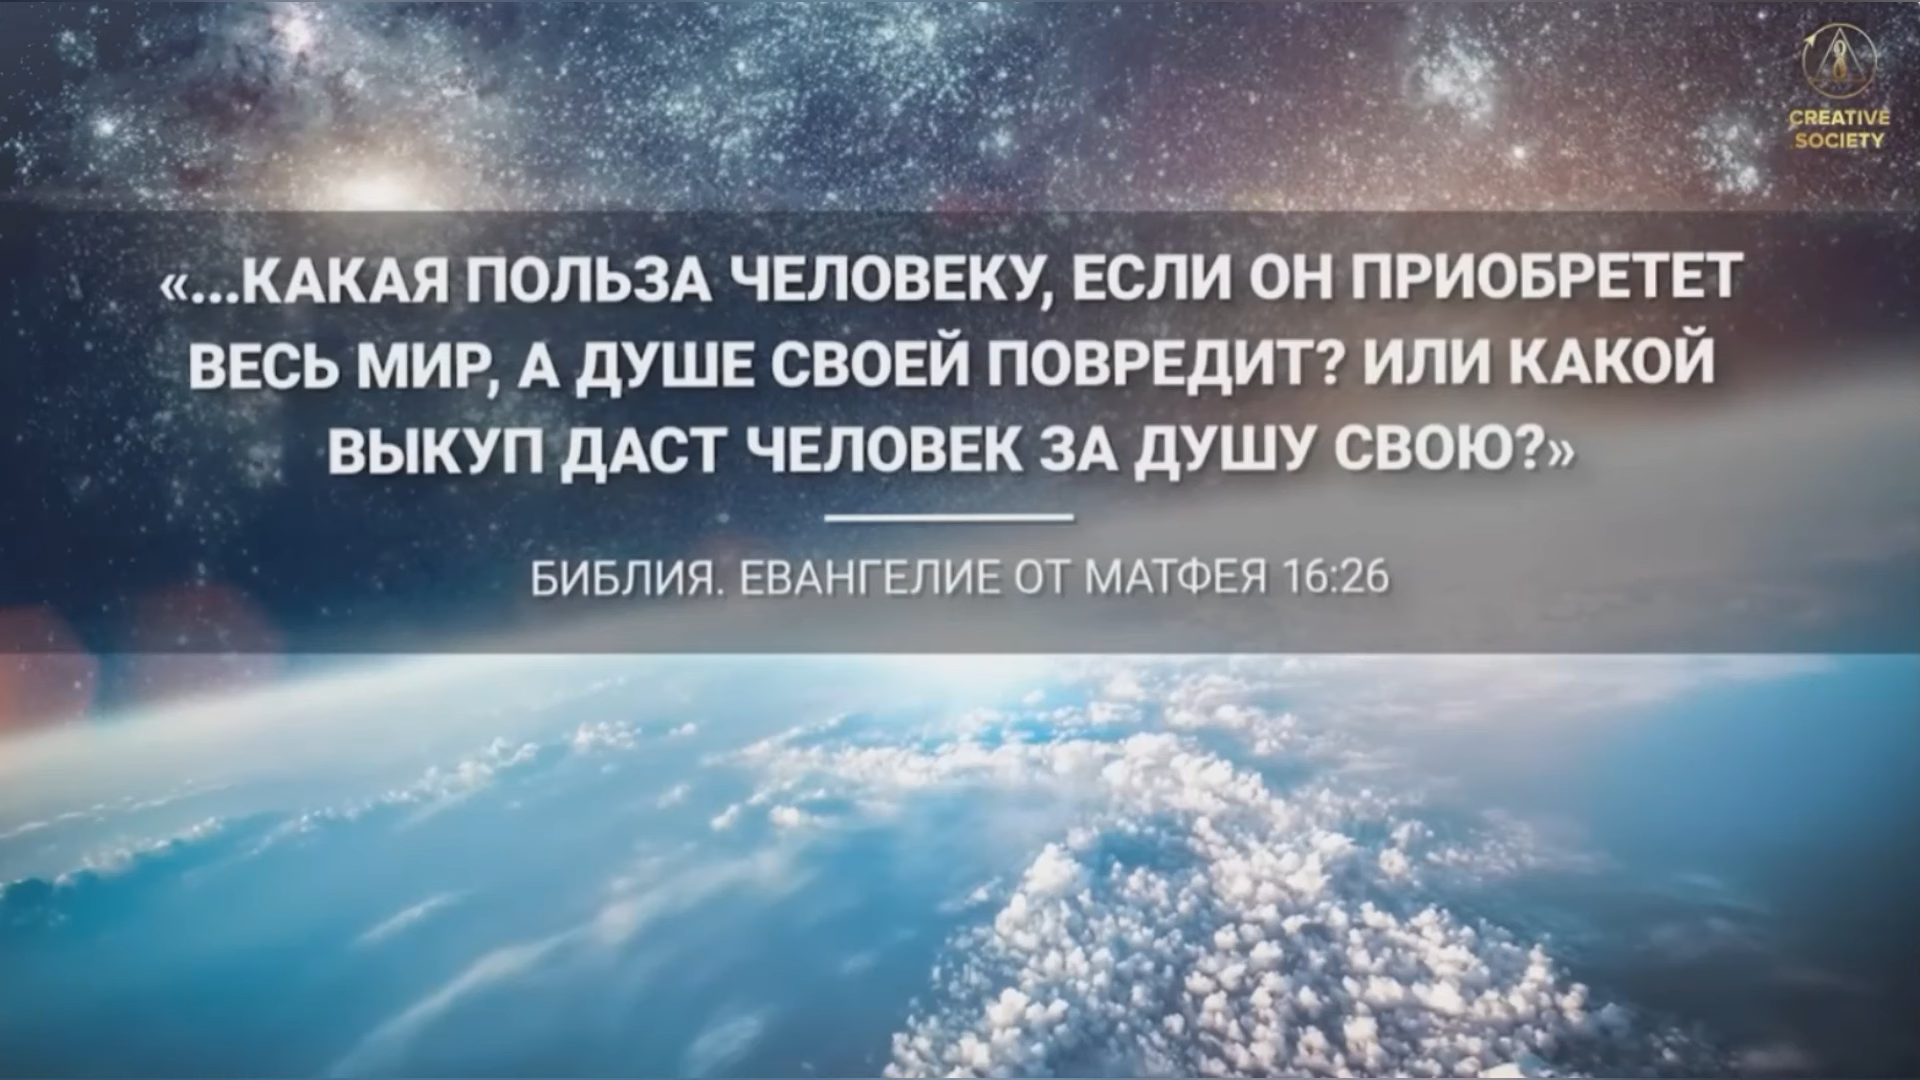 CREATIVE
SOCIETY
«...КАКАЯ ПОЛЬЗА ЧЕЛОВЕКУ, ЕСЛИ ОН ПРИОБРЕТЕТ
ВЕСЬ МИР, А ДУШЕ СВОЕЙ ПОВРЕДИТ? ИЛИ КАКОЙ
ВЫКУП ДАСТ ЧЕЛОВЕК ЗА ДУШУ СВОЮ?»
БИБЛИЯ. ЕВАНГЕЛИЕ ОТ МАТФЕЯ 16:26